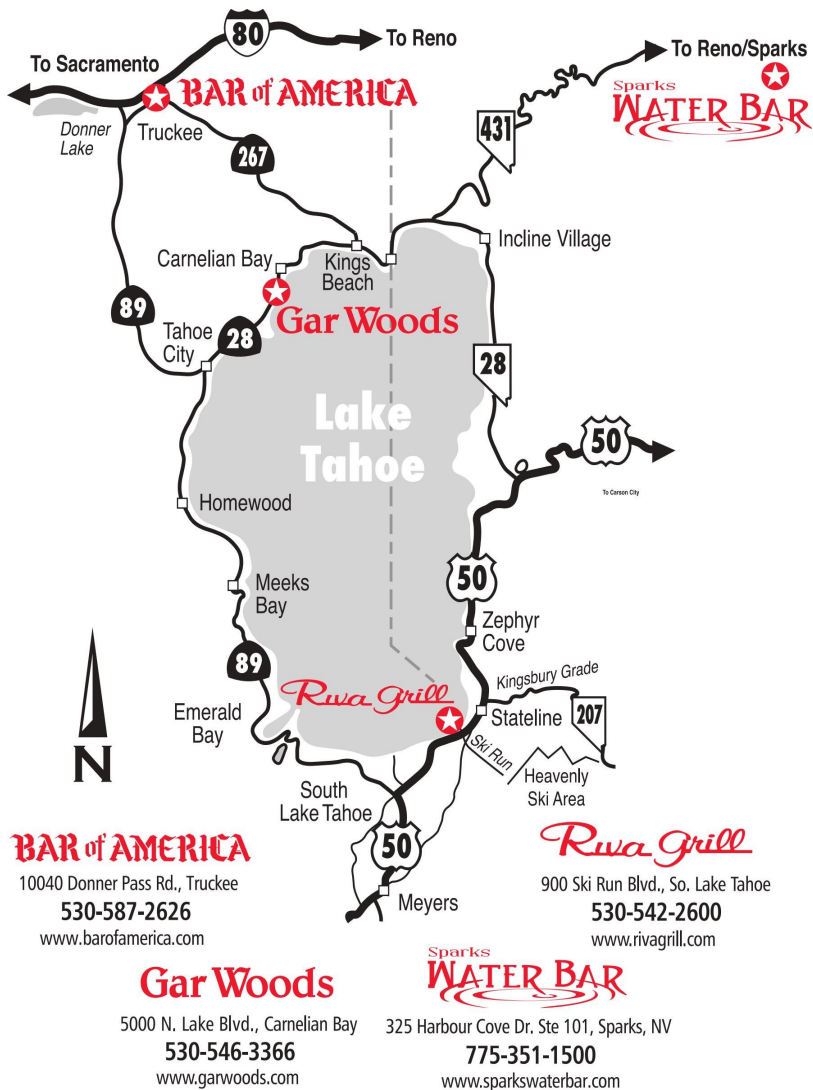 80
To Reno
To Sacramento
To Reno/Sparks
BAR of AMERICA
Sparks
WATER BAR
Donner
Lake
Truckee
431
267
Incline Village
Carnelian Bay
Kings
Beach
89
Gar Woods
Tahoe
City
28
28
Lake
Tahoe
50
To Carson City
Homewood
50
Meeks
Bay
Zephyr
Cove
89
Kingsbury Grade
Riva Grill
Emerald
Bay
Stateline
207
Ski Run
N
Heavenly
Ski Area
South
Lake Tahoe
50
Meyers
BAR of AMERICA
10040 Donner Pass Rd., Truckee
530-587-2626
www.barofamerica.com
Riva Grill
900 Ski Run Blvd., So. Lake Tahoe
530-542-2600
www.rivagrill.com
Gar Woods
5000 N. Lake Blvd., Carnelian Bay
530-546-3366
www.garwoods.com
Sparks
WATER BAR
325 Harbour Cove Dr. Ste 101, Sparks, NV
775-351-1500
www.sparkswaterbar.com